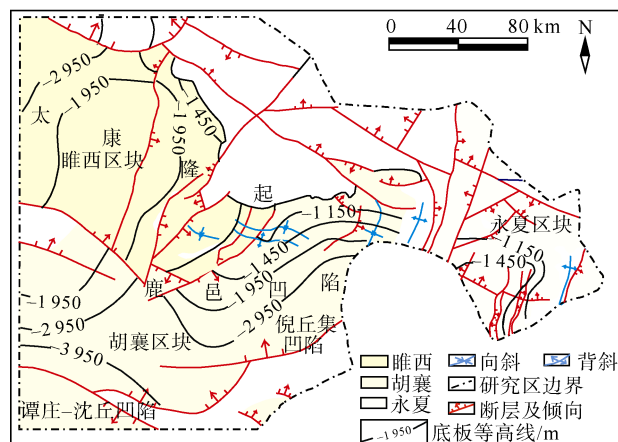 0 40 80 km
N
−2 950
−1 950
−1 450
−1 950
太
康
睢西区块
隆
起
−1 150
永夏区块
−1 150
−1 450
−1 450
鹿 邑 凹 陷
−1 950
−1 950
−2 950
−2 950
倪丘集
凹陷
胡襄区块
−3 950
谭庄–沈丘凹陷
睢西 向斜 背斜
胡襄 研究区边界
永夏 断层及倾向
−1 950 底板等高线/m